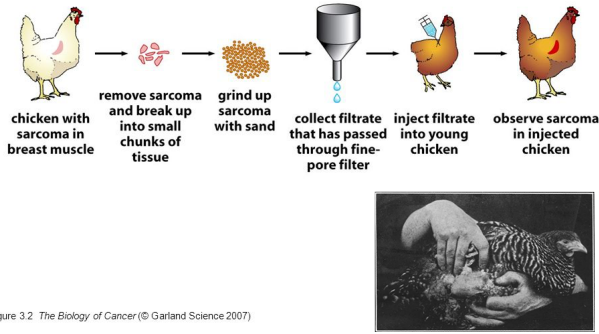 chicken with
sarcoma in
breast muscle
remove sarcoma
and break up
into small
chunks of
tissue
grind up
sarcoma
with sand
collect filtrate
that has passed
through fine-
pore filter
inject filtrate
into young
chicken
observe sarcoma
in injected
chicken
gure 3.2 The Biology of Cancer (© Garland Science 2007)